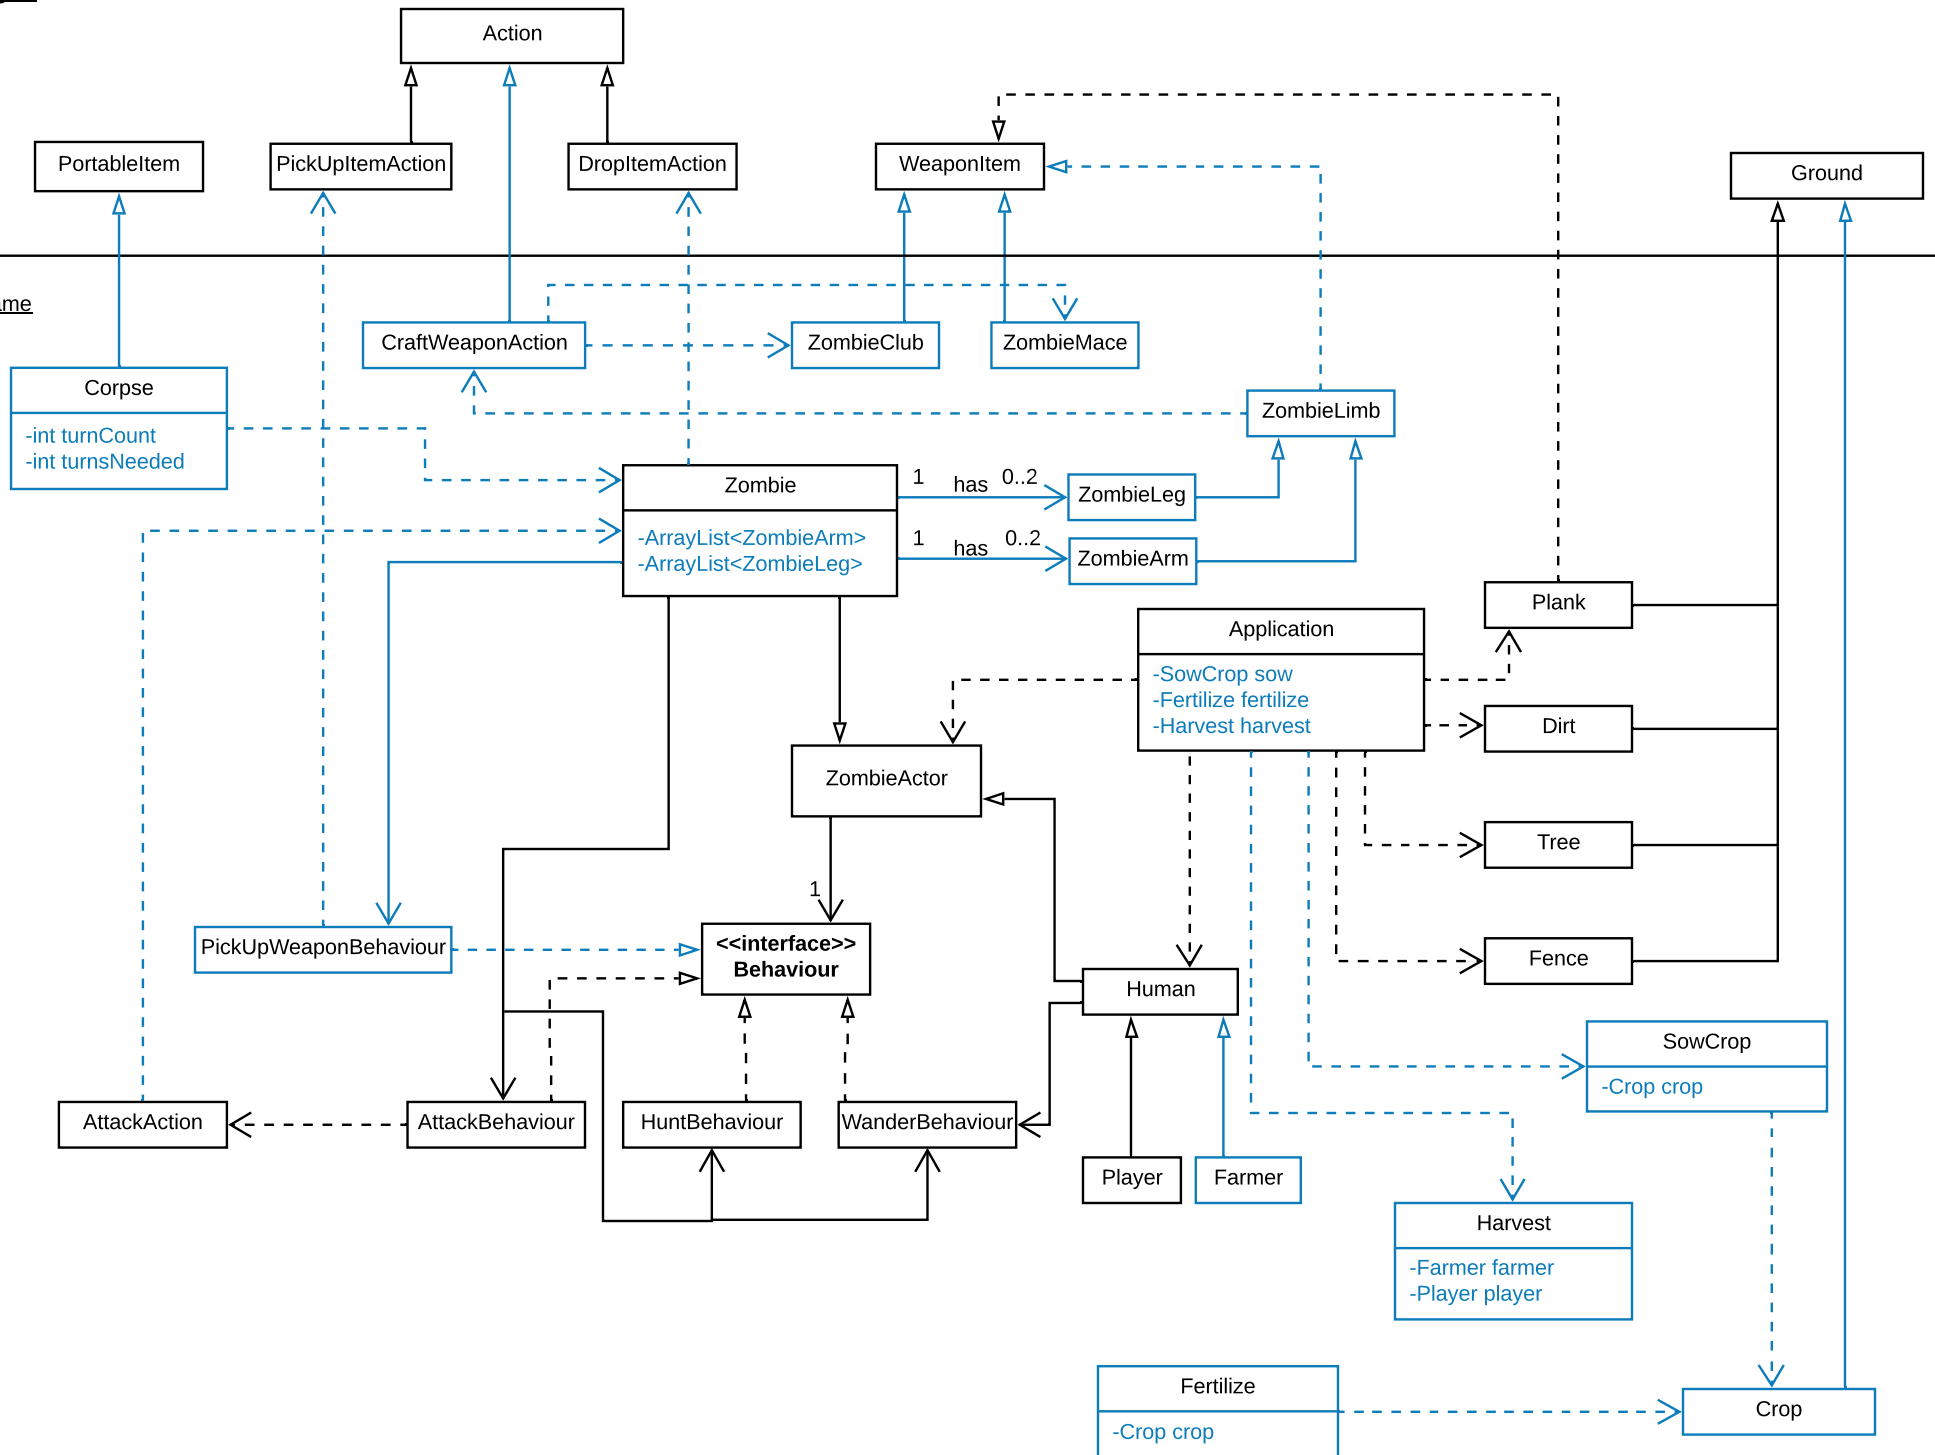 Action
PortableItem
PickUpItemAction
DropItemAction
WeaponItem
Ground
CraftWeaponAction
ZombieClub
ZombieMace
Corpse
-int turnCount
-int turnsNeeded
ZombieLimb
Zombie
-ArrayList<ZombieArm>
-ArrayList<ZombieLeg>
1 has 0..2
ZombieLeg
1 has 0..2
ZombieArm
Plank
Application
-SowCrop sow
-Fertilize fertilize
-Harvest harvest
Dirt
ZombieActor
Tree
1
PickUpWeaponBehaviour
<<interface>>
Behaviour
Fence
Human
SowCrop
-Crop crop
AttackAction
AttackBehaviour
HuntBehaviour
WanderBehaviour
Player
Farmer
Harvest
-Farmer farmer
-Player player
Fertilize
-Crop crop
Crop